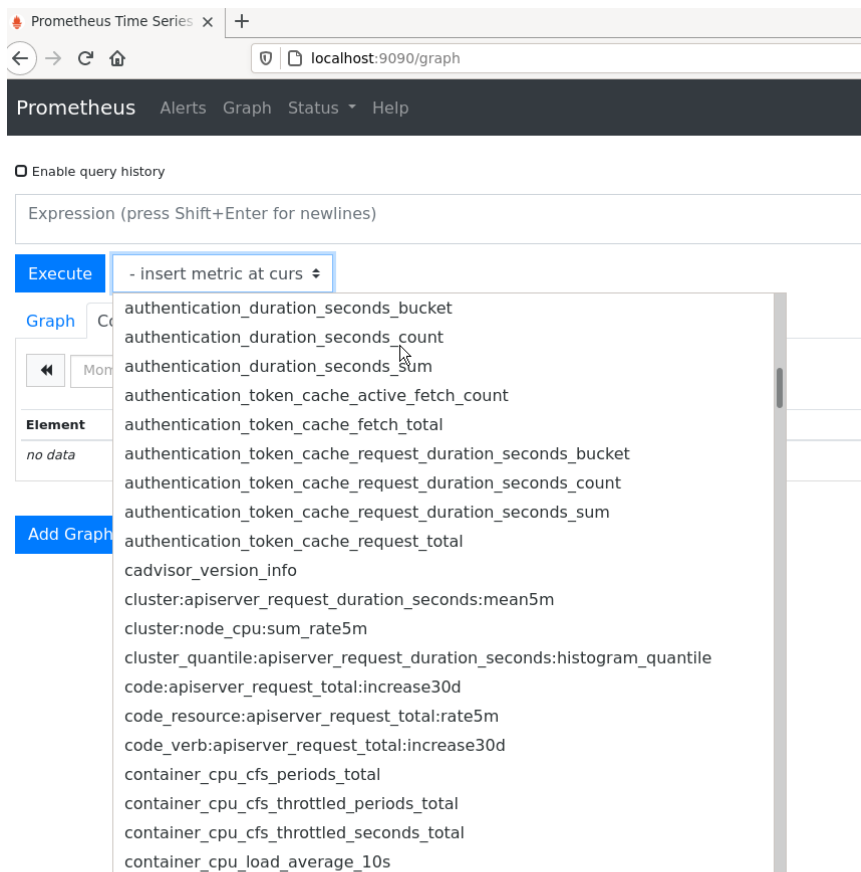 Prometheus Time Series
localhost:9090/graph
Prometheus Alerts Graph Status Help
Enable query history
Expression (press Shift+Enter for newlines)
Execute - insert metric at curs
Graph Co
Mom
Element
no data
Add Graph
authentication_duration_seconds_bucket
authentication_duration_seconds_count
authentication_duration_seconds_sum
authentication_token_cache_active_fetch_count
authentication_token_cache_fetch_total
authentication_token_cache_request_duration_seconds_bucket
authentication_token_cache_request_duration_seconds_count
authentication_token_cache_request_duration_seconds_sum
authentication_token_cache_request_total
cadvisor_version_info
cluster:apiserver_request_duration_seconds:mean5m
cluster:node_cpu:sum_rate5m
cluster_quantile:apiserver_request_duration_seconds:histogram_quantile
code:apiserver_request_total:increase30d
code_resource:apiserver_request_total:rate5m
code_verb:apiserver_request_total:increase30d
container_cpu_cfs_periods_total
container_cpu_cfs_throttled_periods_total
container_cpu_cfs_throttled_seconds_total
container_cpu_load_average_10s